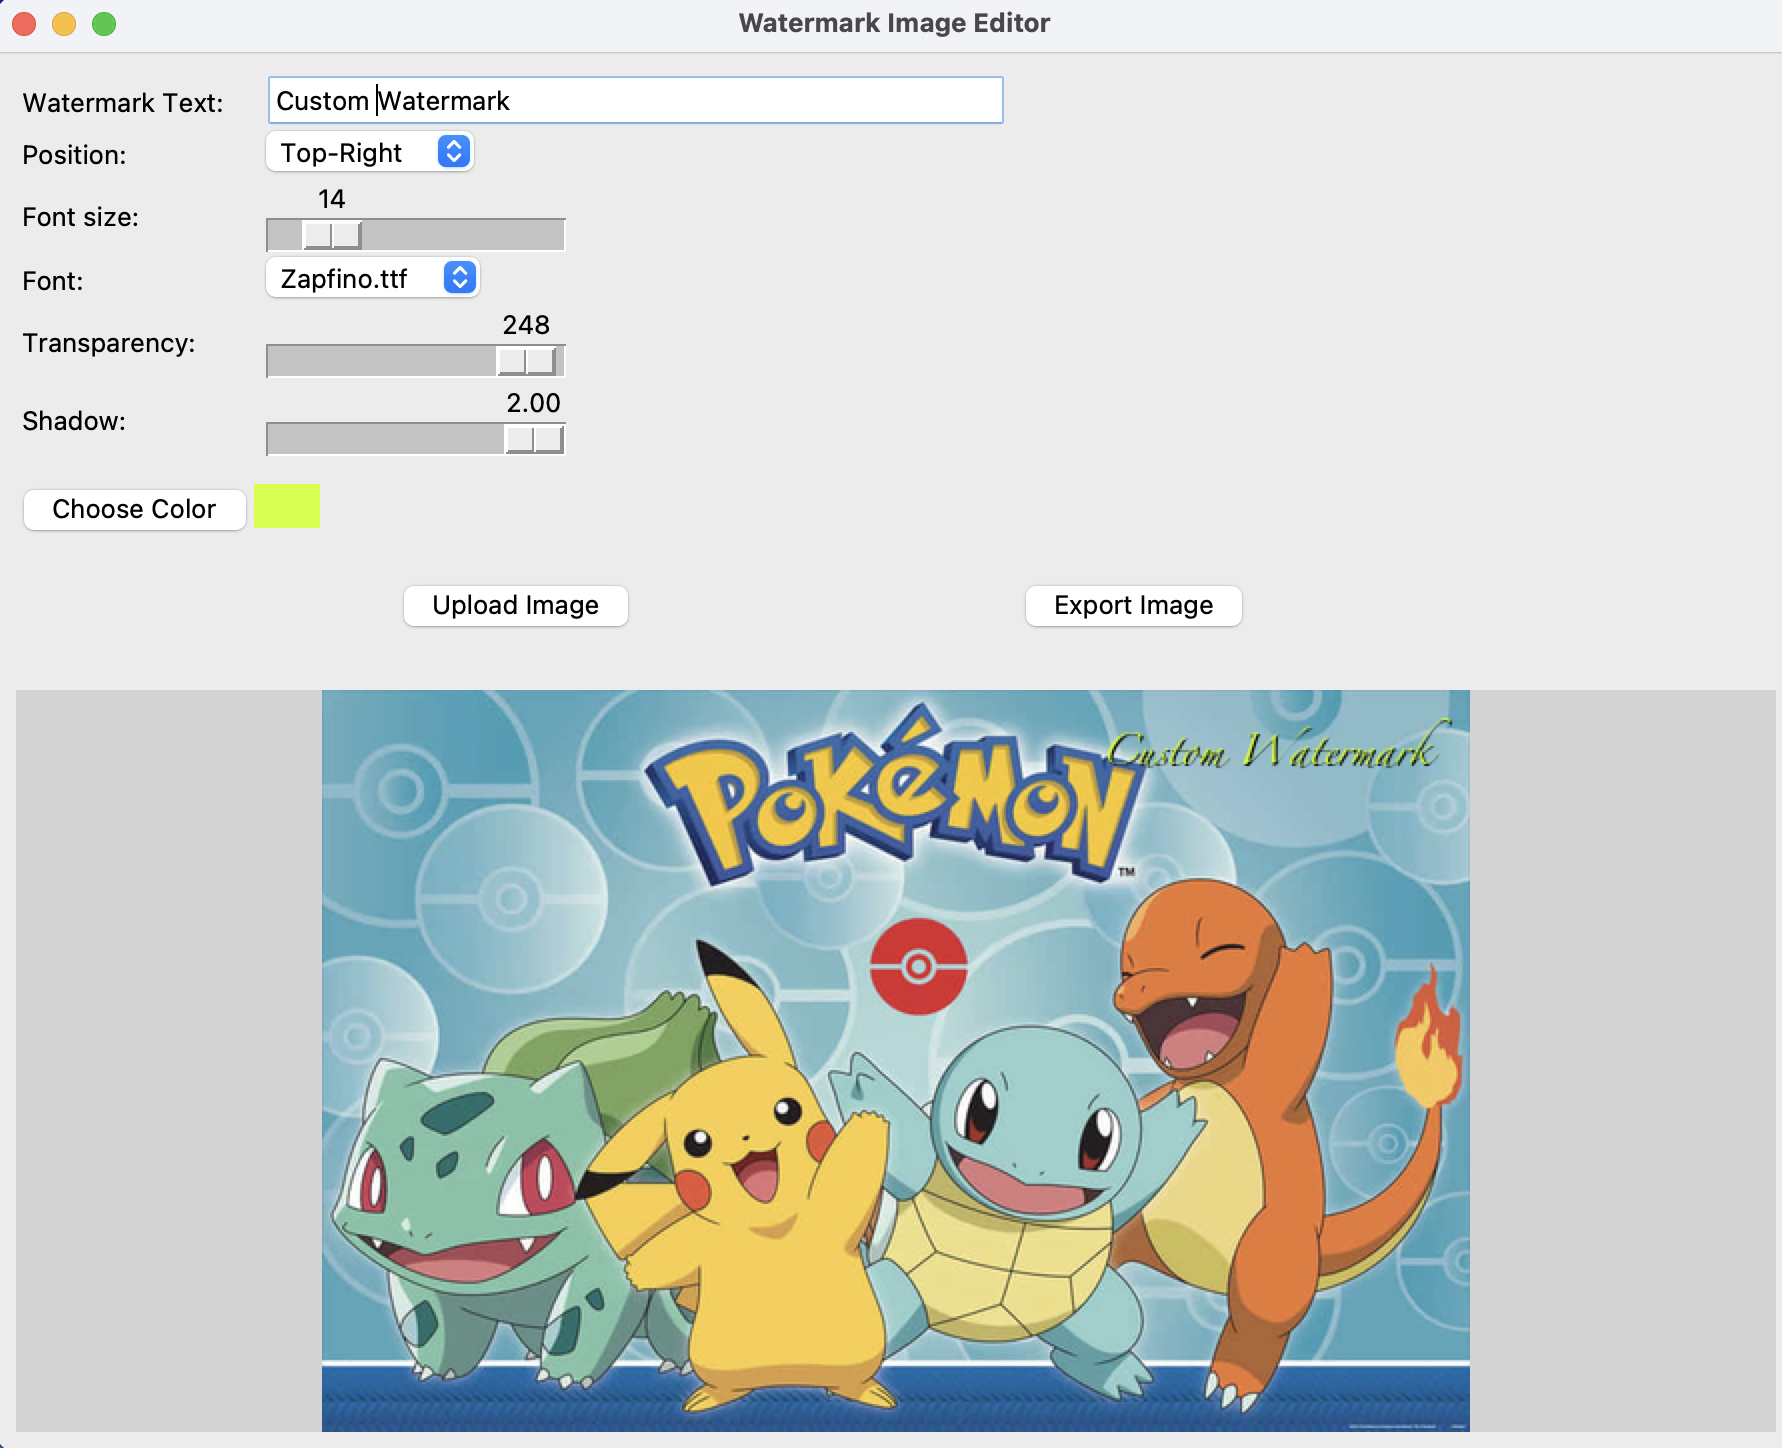 Watermark Image Editor
Watermark Text: Custom Watermark
Position: Top-Right
14
Font size:
Font: Zapfino.ttf
248
Transparency:
2.00
Shadow:
Choose Color
Upload Image Export Image
Custom Watermark
POKéMON
TM